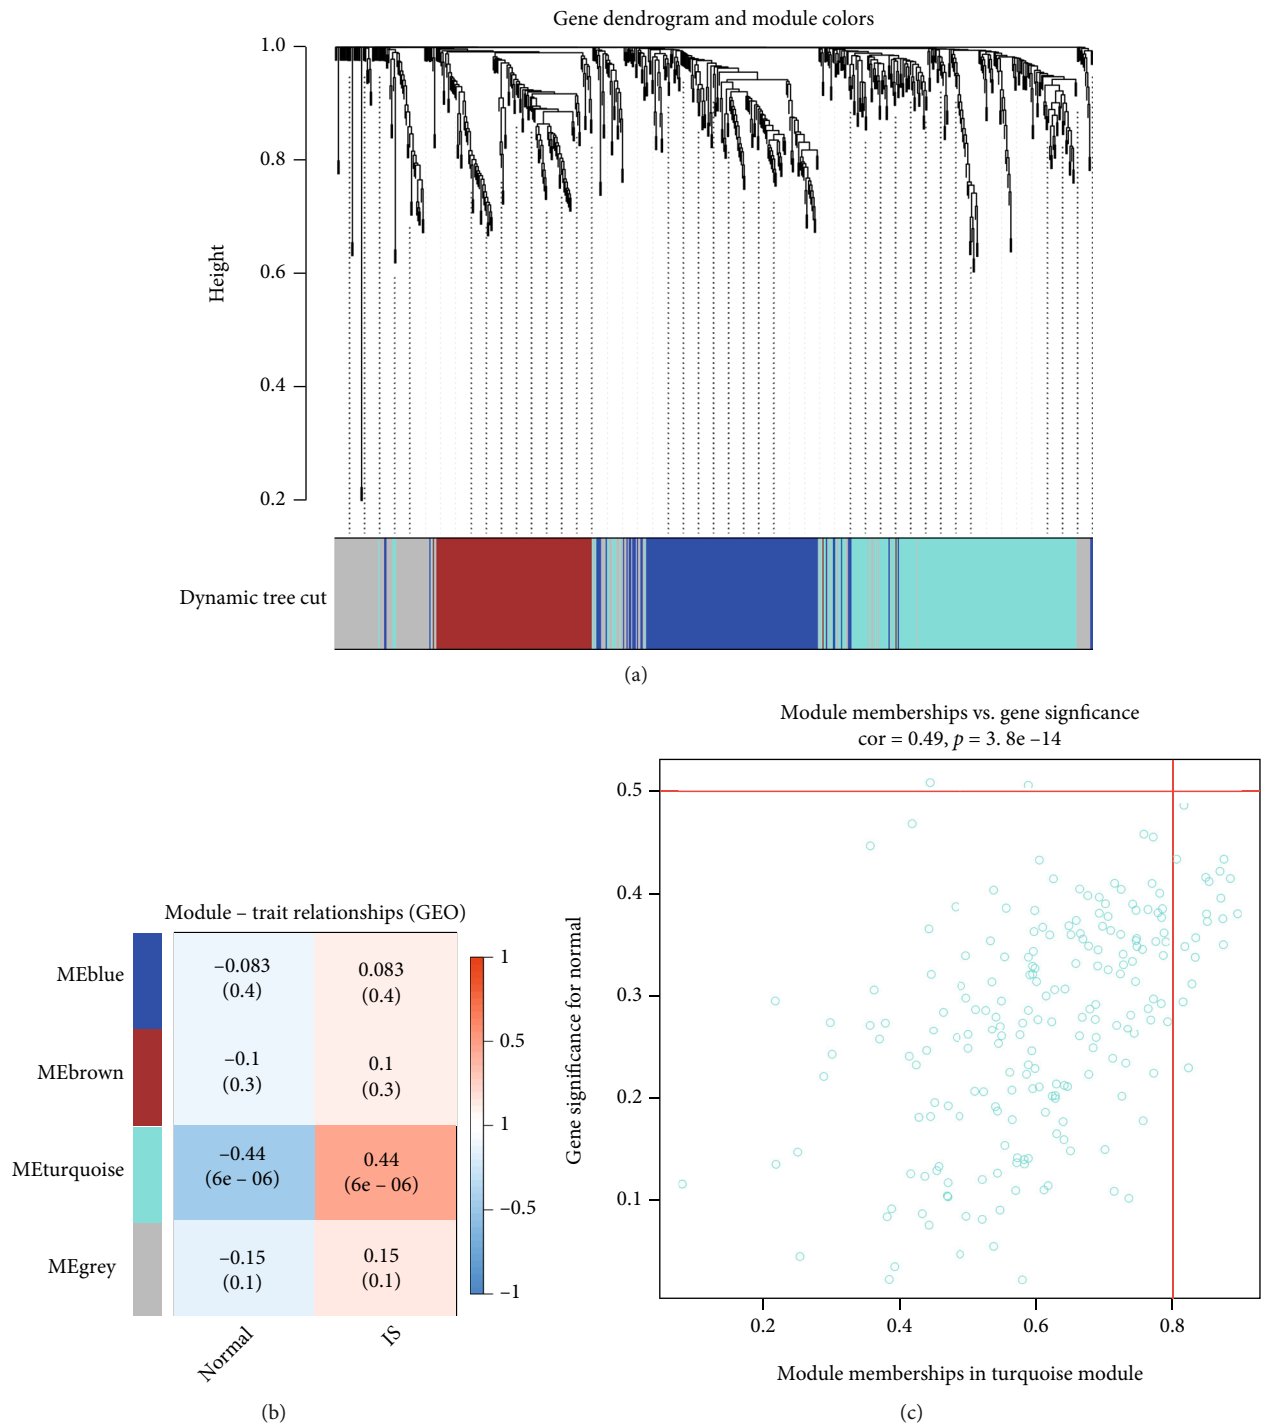 Gene dendrogram and module colors
1.0
0.8
0.6
0.4
0.2
Height
Dynamic tree cut
(a)
Module – trait relationships (GEO)
MEblue
–0.083
(0.4)
0.083
(0.4)
MEbrown
–0.1
(0.3)
0.1
(0.3)
MEturquoise
–0.44
(6e – 06)
0.44
(6e – 06)
MEgrey
–0.15
(0.1)
0.15
(0.1)
Normal
IS
1
0.5
1
–0.5
–1
(b)
Module memberships vs. gene signficance
cor = 0.49, p = 3. 8e –14
0.5
0.4
0.3
0.2
0.1
Gene significance for normal
0.2
0.4
0.6
0.8
Module memberships in turquoise module
(c)